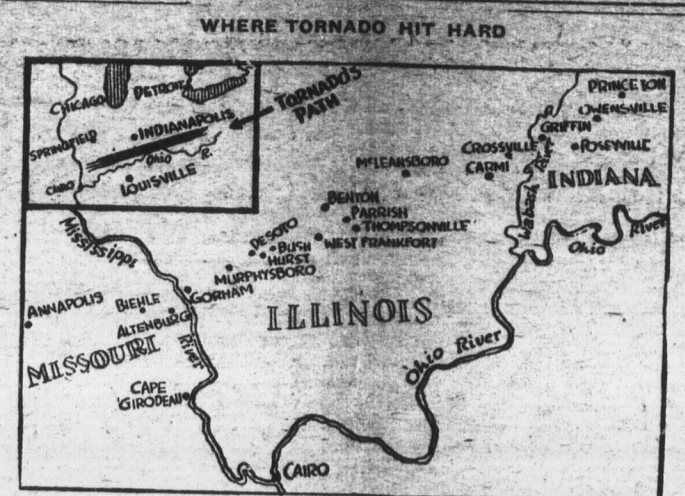 WHERE TORNADO HIT HARD
CHICAGO
DETROIT
TORNADO'S
PATH
INDIANAPOLIS
SPRINGFIELD
Ohio R.
CAIRO
LOUISVILLE
PRINCETON
OWENSVILLE
R.
GRIFFIN
POSEYVILLE
CROSSVILLE
CARMI
McLEANSBORO
INDIANA
Wabash River
BENTON
PARRISH
THOMPSONVILLE
WEST FRANKFORT
Ohio River
Mississippi
DESOTO
BUSH
HURST
MURPHYSBORO
GORHAM
ANNAPOLIS
BIEHLE
ALTENBURG
ILLINOIS
MISSOURI
River
Ohio River
CAPE
GIRODEAU
CAIRO